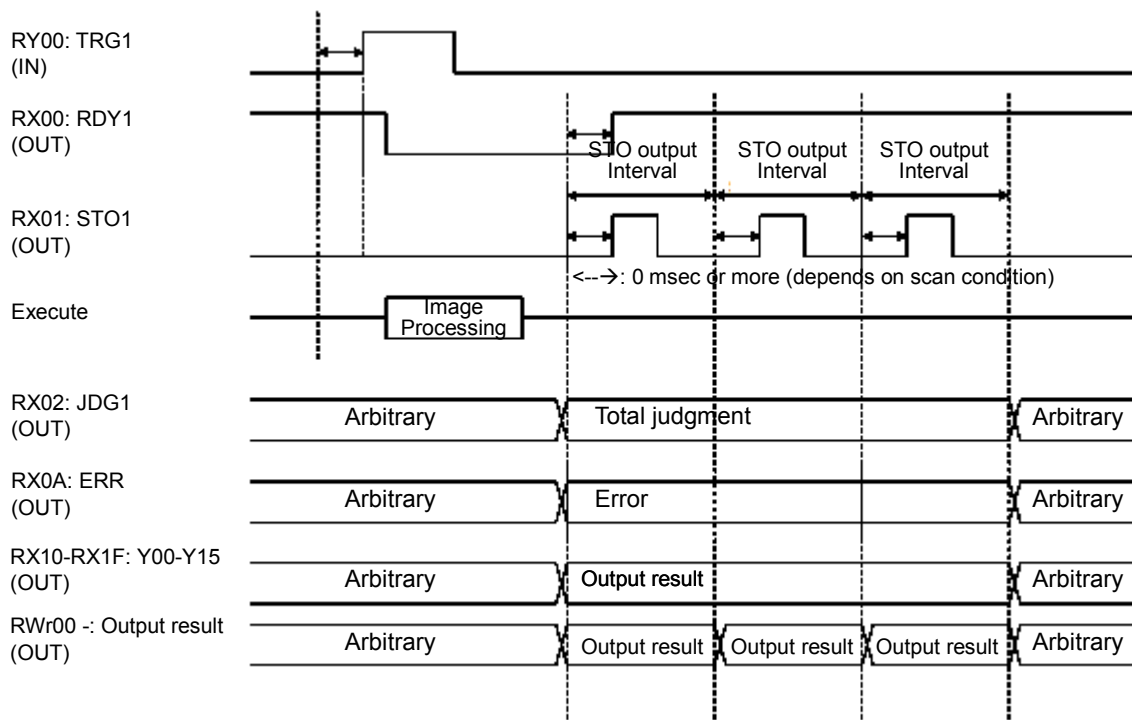 RY00: TRG1
(IN)
RX00: RDY1
(OUT)
STO output
Interval
STO output
Interval
STO output
Interval
RX01: STO1
(OUT)
<--→: 0 msec or more (depends on scan condition)
Execute
Image
Processing
RX02: JDG1
(OUT)
Arbitrary
Total judgment
Arbitrary
RX0A: ERR
(OUT)
Arbitrary
Error
Arbitrary
RX10-RX1F: Y00-Y15
(OUT)
Arbitrary
Output result
Arbitrary
RWr00 -: Output result
(OUT)
Arbitrary
Output result
Output result
Output result
Arbitrary